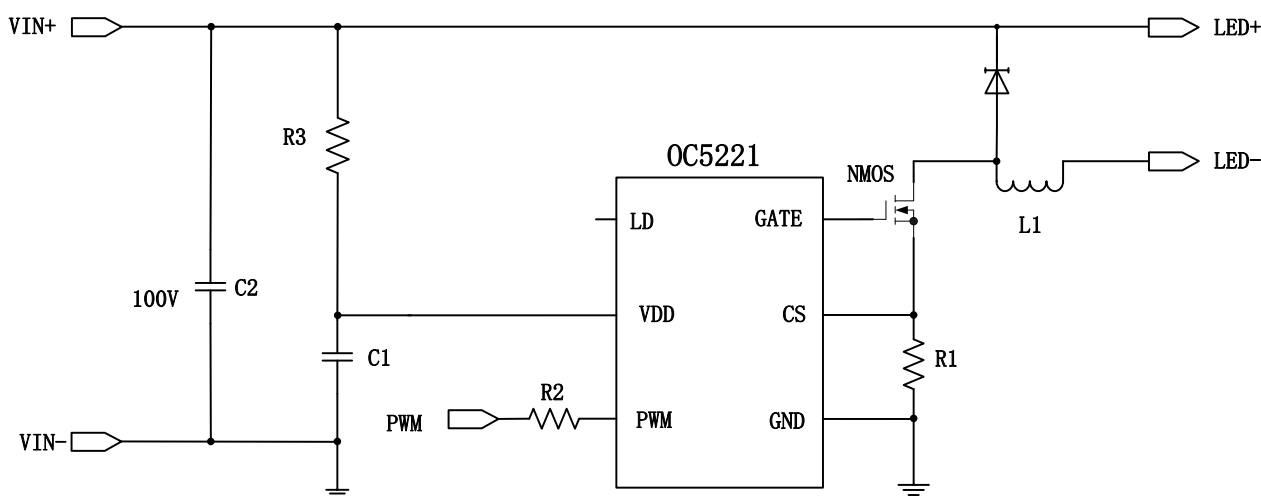 VIN+
LED+
R3
OC5221
NMOS
LED-
LD
GATE
L1
100V
C2
VDD
CS
C1
R1
R2
PWM
PWM
GND
VIN-